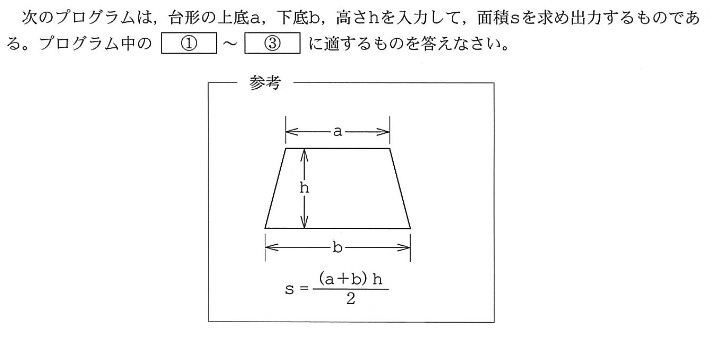 次のプログラムは，台形の上底a，下底b，高さhを入力して，面積sを求め出力するものであ
る。プログラム中の ① ～ ③ に適するものを答えなさい。
参考
a
h
b
s＝(a＋b)h/2